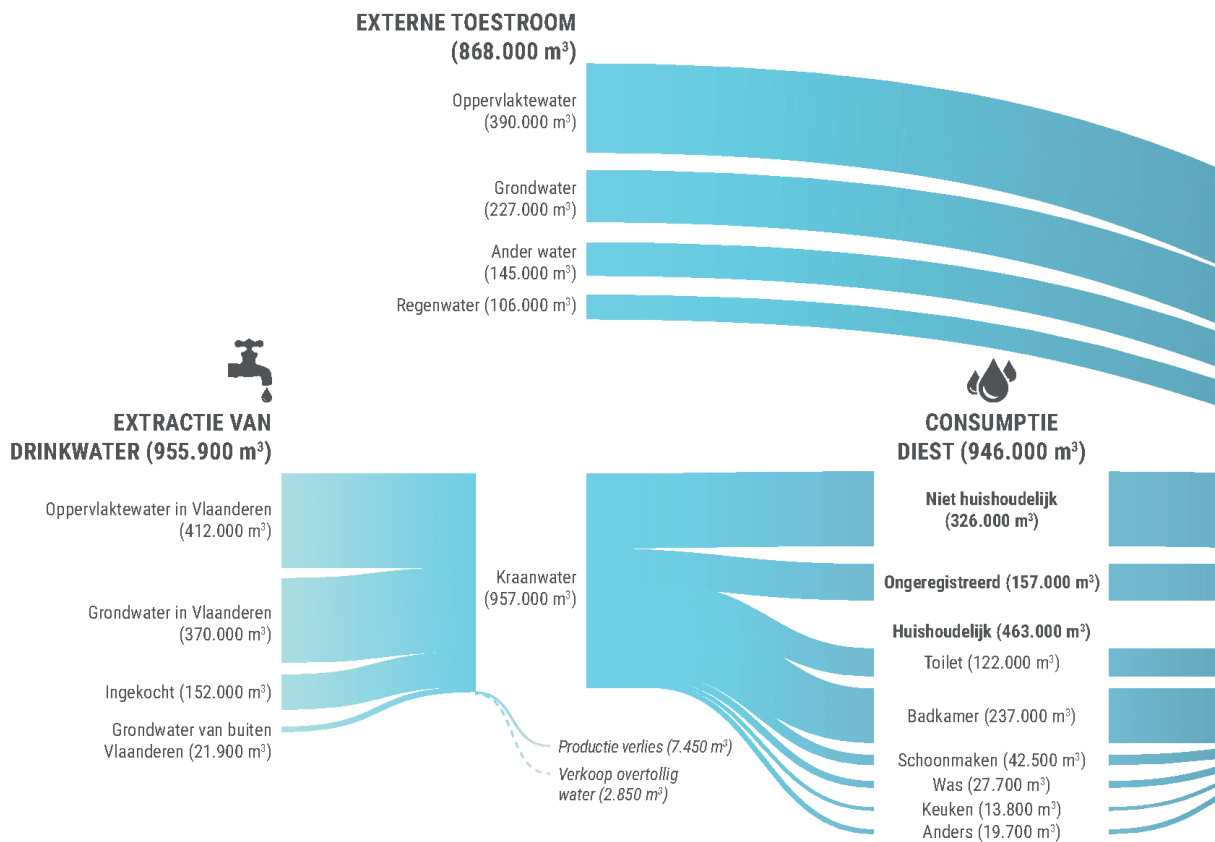 EXTERNE TOESTROOM
(868.000 m³)
Oppervlaktewater
(390.000 m³)
Grondwater
(227.000 m³)
Ander water
(145.000 m³)
Regenwater (106.000 m³)
EXTRACTIE VAN
DRINKWATER (955.900 m³)
Oppervlaktewater in Vlaanderen
(412.000 m³)
Grondwater in Vlaanderen
(370.000 m³)
Ingekocht (152.000 m³)
Grondwater van buiten
Vlaanderen (21.900 m³)
Kraanwater
(957.000 m³)
Productie verlies (7.450 m³)
Verkoop overtollig
water (2.850 m³)
CONSUMPTIE
DIEST (946.000 m³)
Niet huishoudelijk
(326.000 m³)
Ongeregistreerd (157.000 m³)
Huishoudelijk (463.000 m³)
Toilet (122.000 m³)
Badkamer (237.000 m³)
Schoonmaken (42.500 m³)
Was (27.700 m³)
Keuken (13.800 m³)
Anders (19.700 m³)